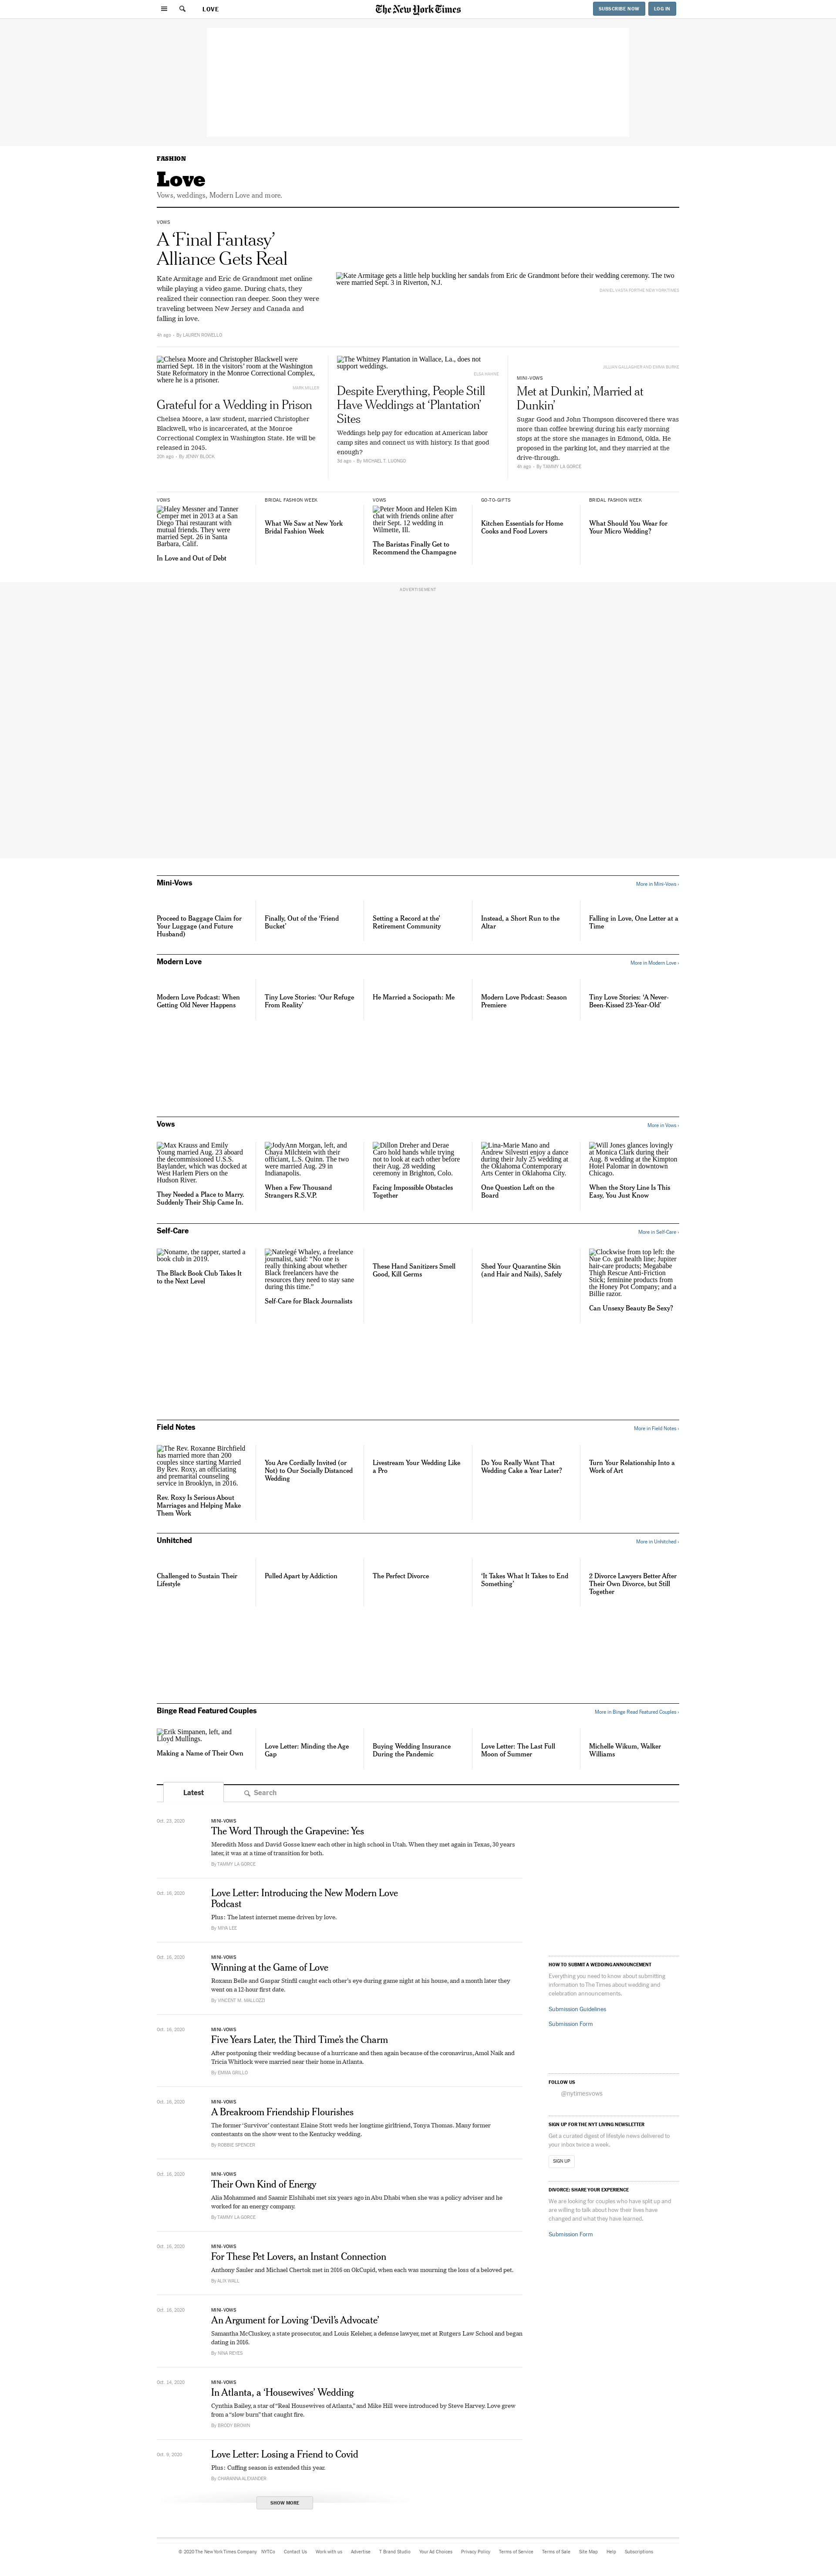 LOVE
The New York Times
SUBSCRIBE NOW
LOG IN
FASHION
Love
Vows, weddings, Modern Love and more.
VOWS
A ‘Final Fantasy’
Alliance Gets Real
Kate Armitage and Eric de Grandmont met online
while playing a video game. During chats, they
realized their connection ran deeper. Soon they were
traveling between New Jersey and Canada and
falling in love.
4h ago – By LAUREN ROWELLO
Kate Armitage gets a little help buckling her sandals from Eric de Grandmont before their wedding ceremony. The two
were married Sept. 3 in Riverton, N.J.
Chelsea Moore and Christopher Blackwell were
married Sept. 18 in the visitors’ room at the Washington
State Reformatory in the Monroe Correctional Complex,
where he is a prisoner.
Grateful for a Wedding in Prison
Chelsea Moore, a law student, married Christopher
Blackwell, who is incarcerated, at the Monroe
Correctional Complex in Washington State. He will be
released in 2045.
20h ago – By JENNY BLOCK
The Whitney Plantation in Wallace, La., does not
support weddings.
Despite Everything, People Still
Have Weddings at ‘Plantation’
Sites
Weddings help pay for education at American labor
camp sites and connect us with history. Is that good
enough?
3d ago – By MICHAEL T. LUONGO
JILLIAN GALLAGHER AND EMMA BURKE
MINI-VOWS
Met at Dunkin’, Married at
Dunkin’
Sugar Good and John Thompson discovered there was
more than coffee brewing during his early morning
stops at the store she manages in Edmond, Okla. He
proposed in the parking lot, and they married at the
drive-through.
4h ago – By TAMMY LA GORCE
VOWS
Haley Messner and Tanner
Cemper met in 2013 at a San
Diego Thai restaurant with
mutual friends. They were
married Sept. 26 in Santa
Barbara, Calif.
In Love and Out of Debt
BRIDAL FASHION WEEK
What We Saw at New York
Bridal Fashion Week
VOWS
Peter Moon and Helen Kim
chat with friends online after
their Sept. 12 wedding in
Wilmette, Ill.
The Baristas Finally Get to
Recommend the Champagne
GO-TO-GIFTS
Kitchen Essentials for Home
Cooks and Food Lovers
BRIDAL FASHION WEEK
What Should You Wear for
Your Micro Wedding?
ADVERTISEMENT
Mini-Vows
More in Mini-Vows ›
Proceed to Baggage Claim for
Your Luggage (and Future
Husband)
Finally, Out of the ‘Friend
Bucket’
Setting a Record at the’
Retirement Community
Instead, a Short Run to the
Altar
Falling in Love, One Letter at a
Time
Modern Love
More in Modern Love ›
Modern Love Podcast: When
Getting Old Never Happens
Tiny Love Stories: ‘Our Refuge
From Reality’
He Married a Sociopath: Me
Modern Love Podcast: Season
Premiere
Tiny Love Stories: ‘A Never-
Been-Kissed 23-Year-Old’
Vows
More in Vows ›
Max Krauss and Emily
Young married Aug. 23 aboard
the decommissioned U.S.S.
Baylander, which was docked at
West Harlem Piers on the
Hudson River.
They Needed a Place to Marry.
Suddenly Their Ship Came In.
JodyAnn Morgan, left, and
Chaya Milchtein with their
officiant, L.S. Quinn. The two
were married Aug. 29 in
Indianapolis.
When a Few Thousand
Strangers R.S.V.P.
Dillon Dreher and Derae
Caro hold hands while trying
not to look at each other before
their Aug. 28 wedding
ceremony in Brighton, Colo.
Facing Impossible Obstacles
Together
Lina-Marie Mano and
Andrew Silvestri enjoy a dance
during their July 25 wedding at
the Oklahoma Contemporary
Arts Center in Oklahoma City.
One Question Left on the
Board
Will Jones glances lovingly
at Monica Clark during their
Aug. 8 wedding at the Kimpton
Hotel Palomar in downtown
Chicago.
When the Story Line Is This
Easy, You Just Know
Self-Care
More in Self-Care ›
Noname, the rapper, started a
book club in 2019.
The Black Book Club Takes It
to the Next Level
Natelegé Whaley, a freelance
journalist, said: “No one is
really thinking about whether
Black freelancers have the
resources they need to stay sane
during this time.”
Self-Care for Black Journalists
These Hand Sanitizers Smell
Good, Kill Germs
Shed Your Quarantine Skin
(and Hair and Nails), Safely
Clockwise from top left: the
Nue Co. gut health line; Jupiter
hair-care products; Megababe
Thigh Rescue Anti-Friction
Stick; feminine products from
the Honey Pot Company; and a
Billie razor.
Can Unsexy Beauty Be Sexy?
Field Notes
More in Field Notes ›
The Rev. Roxanne Birchfield
has married more than 200
couples since starting Married
By Rev. Roxy, an officiating
and premarital counseling
service in Brooklyn, in 2016.
Rev. Roxy Is Serious About
Marriages and Helping Make
Them Work
You Are Cordially Invited (or
Not) to Our Socially Distanced
Wedding
Livestream Your Wedding Like
a Pro
Do You Really Want That
Wedding Cake a Year Later?
Turn Your Relationship Into a
Work of Art
Unhitched
More in Unhitched ›
Challenged to Sustain Their
Lifestyle
Pulled Apart by Addiction
The Perfect Divorce
‘It Takes What It Takes to End
Something’
2 Divorce Lawyers Better After
Their Own Divorce, but Still
Together
Binge Read Featured Couples
More in Binge Read Featured Couples ›
Erik Simpanen, left, and
Lloyd Mullings.
Making a Name of Their Own
Love Letter: Minding the Age
Gap
Buying Wedding Insurance
During the Pandemic
Love Letter: The Last Full
Moon of Summer
Michelle Wikum, Walker
Williams
Latest
Search
Oct. 23, 2020
MINI-VOWS
The Word Through the Grapevine: Yes
Meredith Moss and David Gosse knew each other in high school in Utah. When they met again in Texas, 30 years
later, it was at a time of transition for both.
By TAMMY LA GORCE
Oct. 16, 2020
Love Letter: Introducing the New Modern Love
Podcast
Plus: The latest internet meme driven by love.
By MIYA LEE
Oct. 16, 2020
MINI-VOWS
Winning at the Game of Love
Roxann Belle and Gaspar Stinfil caught each other’s eye during game night at his house, and a month later they
went on a 12-hour first date.
By VINCENT M. MALLOZZI
Oct. 16, 2020
MINI-VOWS
Five Years Later, the Third Time’s the Charm
After postponing their wedding because of a hurricane and then again because of the coronavirus, Amol Naik and
Tricia Whitlock were married near their home in Atlanta.
By EMMA GRILLO
Oct. 16, 2020
MINI-VOWS
A Breakroom Friendship Flourishes
The former ‘Survivor’ contestant Elaine Stott weds her longtime girlfriend, Tonya Thomas. Many former
contestants on the show went to the Kentucky wedding.
By ROBBIE SPENCER
Oct. 16, 2020
MINI-VOWS
Their Own Kind of Energy
Alia Mohammed and Saamir Elshihabi met six years ago in Abu Dhabi when she was a policy adviser and he
worked for an energy company.
By TAMMY LA GORCE
Oct. 16, 2020
MINI-VOWS
For These Pet Lovers, an Instant Connection
Anthony Sauler and Michael Chertok met in 2016 on OkCupid, when each was mourning the loss of a beloved pet.
By ALIX WALL
Oct. 16, 2020
MINI-VOWS
An Argument for Loving ‘Devil’s Advocate’
Samantha McCluskey, a state prosecutor, and Louis Keleher, a defense lawyer, met at Rutgers Law School and began
dating in 2016.
By NINA REYES
Oct. 14, 2020
MINI-VOWS
In Atlanta, a ‘Housewives’ Wedding
Cynthia Bailey, a star of “Real Housewives of Atlanta,” and Mike Hill were introduced by Steve Harvey. Love grew
from a “slow burn” that caught fire.
By BRODY BROWN
Oct. 9, 2020
Love Letter: Losing a Friend to Covid
Plus: Cuffing season is extended this year.
By CHARANNA ALEXANDER
SHOW MORE
HOW TO SUBMIT A WEDDING ANNOUNCEMENT
Everything you need to know about submitting
information to The Times about wedding and
celebration announcements.
Submission Guidelines
Submission Form
FOLLOW US
@nytimesvows
SIGN UP FOR THE NYT LIVING NEWSLETTER
Get a curated digest of lifestyle news delivered to
your inbox twice a week.
SIGN UP
DIVORCE: SHARE YOUR EXPERIENCE
We are looking for couples who have split up and
are willing to talk about how their lives have
changed and what they have learned.
Submission Form
© 2020 The New York Times Company
NYTCo
Contact Us
Work with us
Advertise
T Brand Studio
Your Ad Choices
Privacy Policy
Terms of Service
Terms of Sale
Site Map
Help
Subscriptions